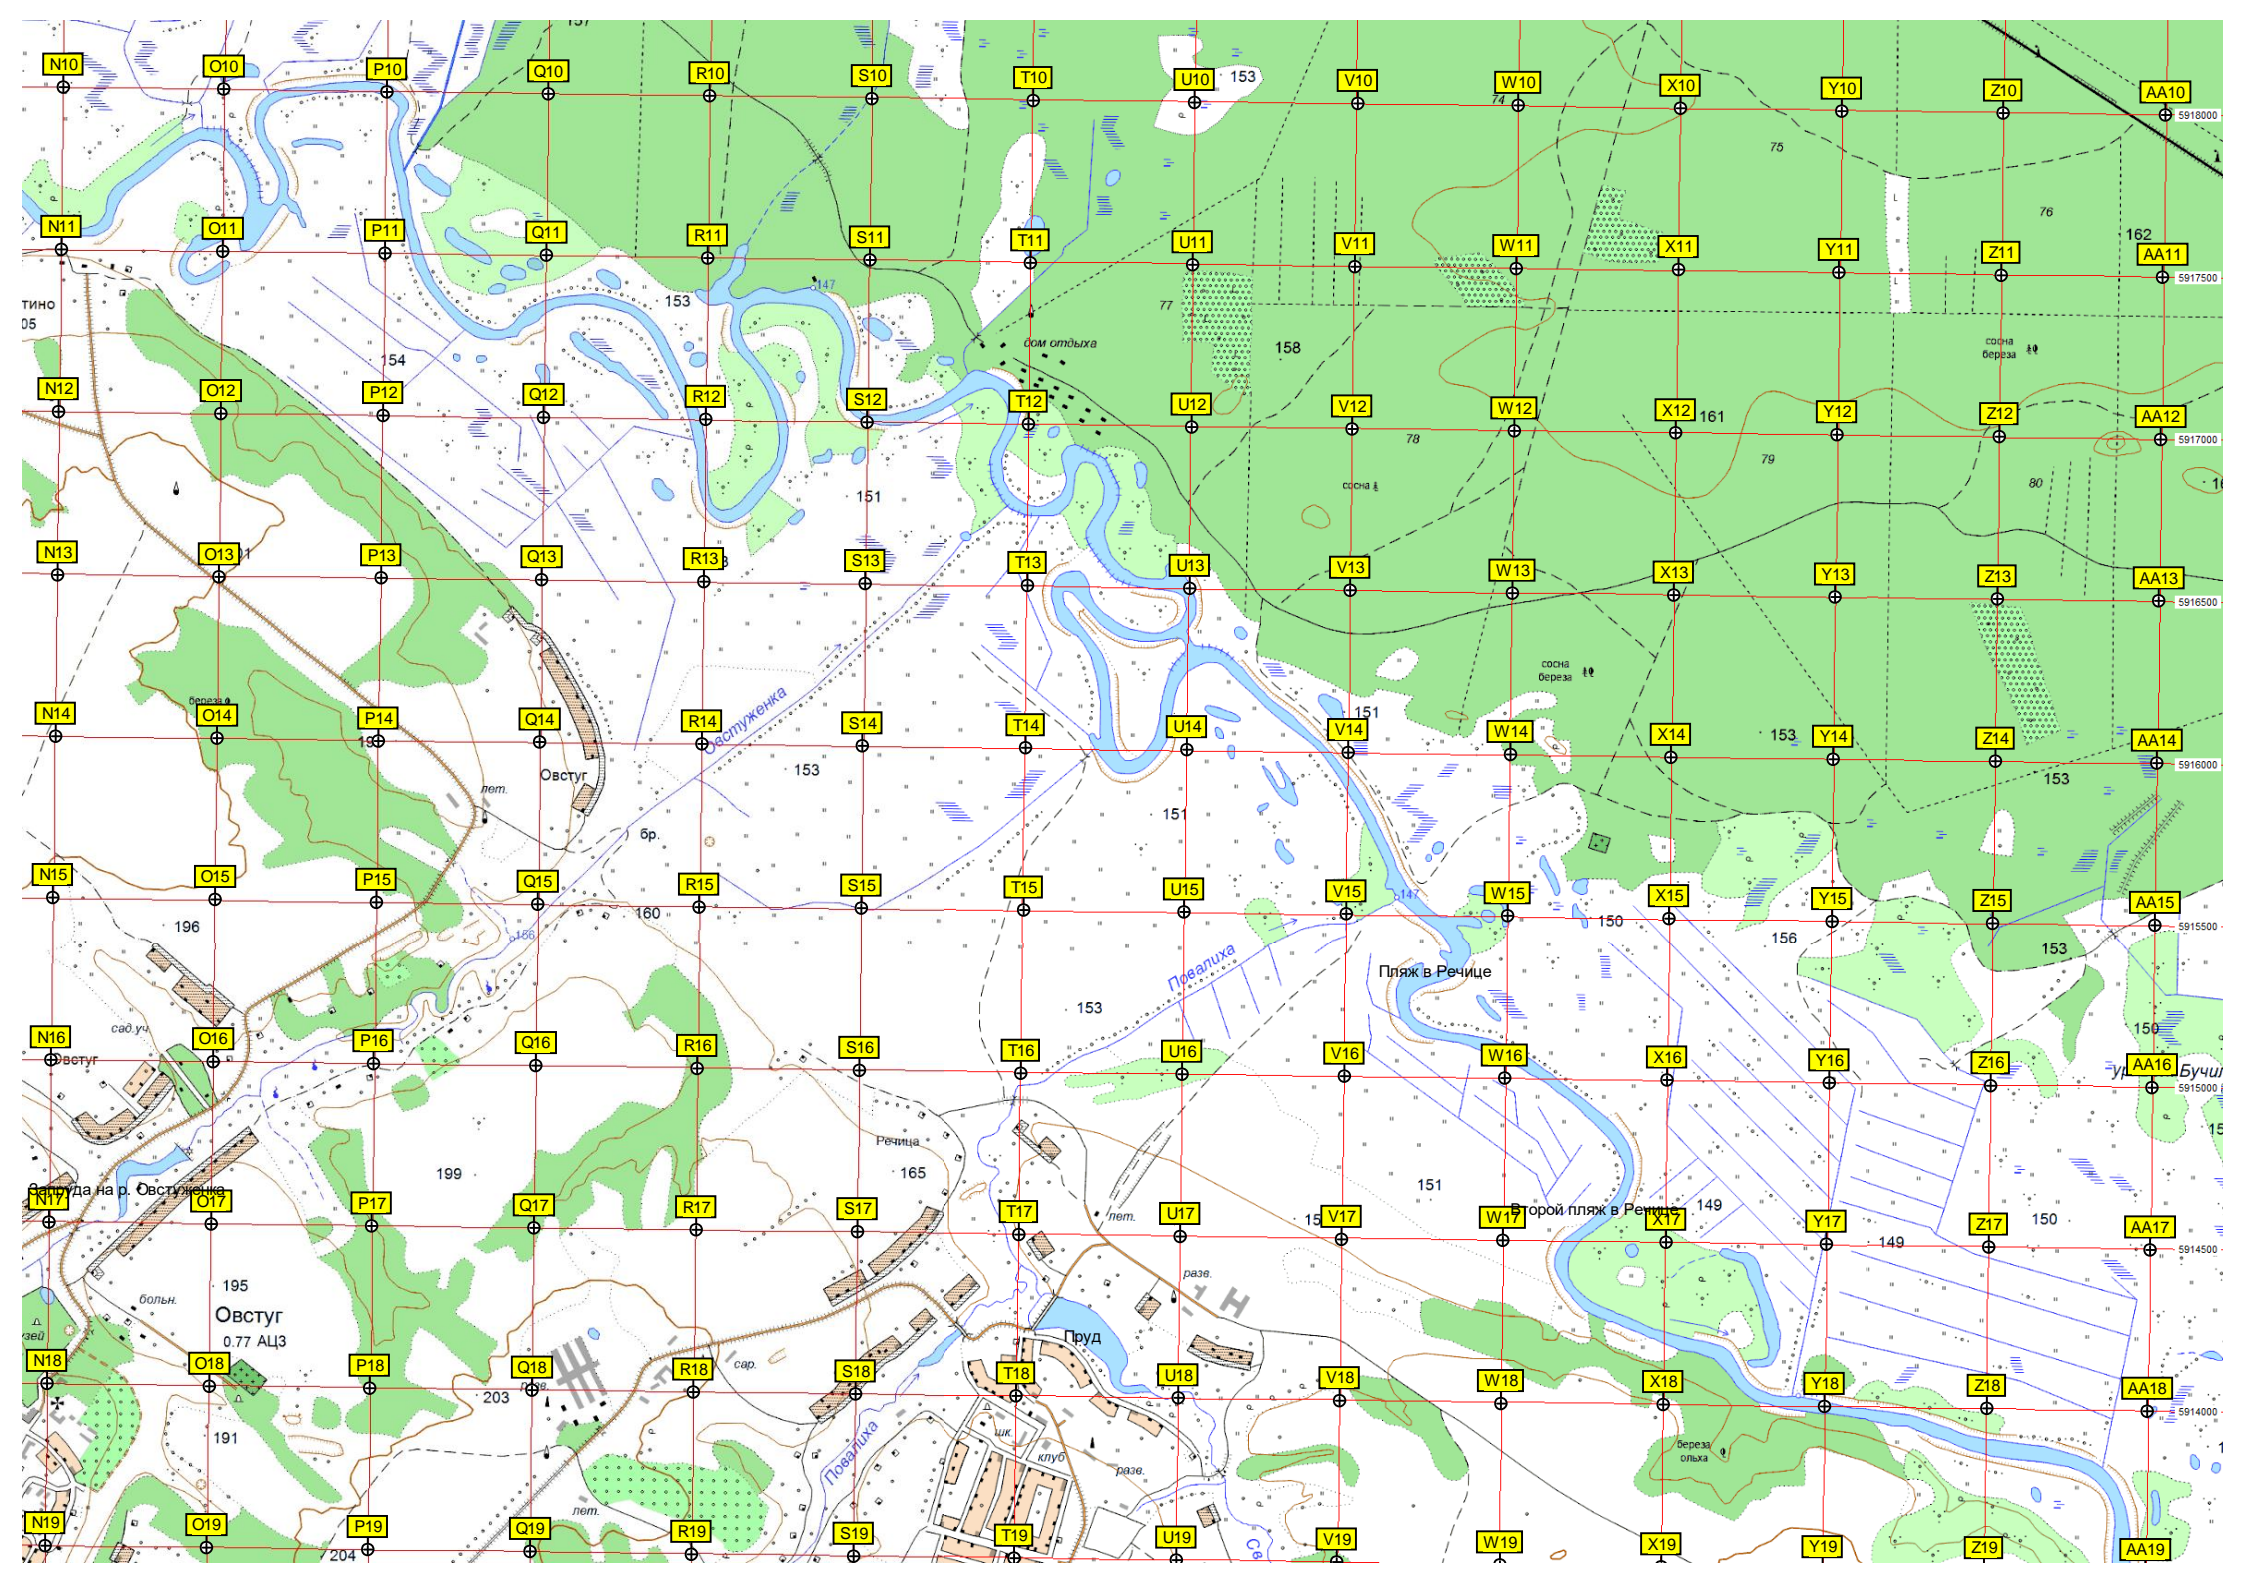 157
N10 O10 P10 Q10 R10 S10 T10 U10 153 V10 W10 X10 Y10 Z10 AA10
74
5918000
75
76
162
N11 O11 P11 Q11 R11 S11 T11 U11 V11 W11 X11 Y11 Z11 AA11
5917500
147
153
77
тино
05
154
дом отдыха
158
сосна
береза
N12 O12 P12 Q12 R12 S12 T12 U12 V12 W12 X12 161 Y12 Z12 AA12
5917000
78
79
80
сосна
151
N13 O13 P13 Q13 R13 S13 T13 U13 V13 W13 X13 Y13 Z13 AA13
5916500
сосна
береза
береза
Овстуженка
151
N14 O14 P14 Q14 R14 S14 T14 U14 V14 W14 X14 153 Y14 Z14 AA14
5916000
153
Овстуг
153
лет.
151
бр.
N15 O15 P15 Q15 R15 S15 T15 U15 V15 147 W15 X15 Y15 Z15 AA15
5915500
196
160
156
150
156
153
Повалиха
Пляж в Речице
153
сад.уч
150
N16 O16 P16 Q16 R16 S16 T16 U16 V16 W16 X16 Y16 Z16 AA16
Овстуг
5915000
Речица
199
165
151
Запруда на р. Овстуженка
149
Второй пляж в Речице
N17 O17 P17 Q17 R17 S17 T17 U17 V17 W17 X17 Y17 Z17 150 AA17
лет.
149
5914500
195
разв.
больн.
Овстуг
0.77 АЦЗ
Пруд
N18 O18 P18 Q18 R18 сар. S18 T18 U18 V18 W18 X18 Y18 Z18 AA18
203
5914000
191
Повалиха
шк.
клуб
разв.
береза
ольха
лет.
N19 O19 P19 Q19 R19 S19 T19 U19 V19 W19 X19 Y19 Z19 AA19
204
Св